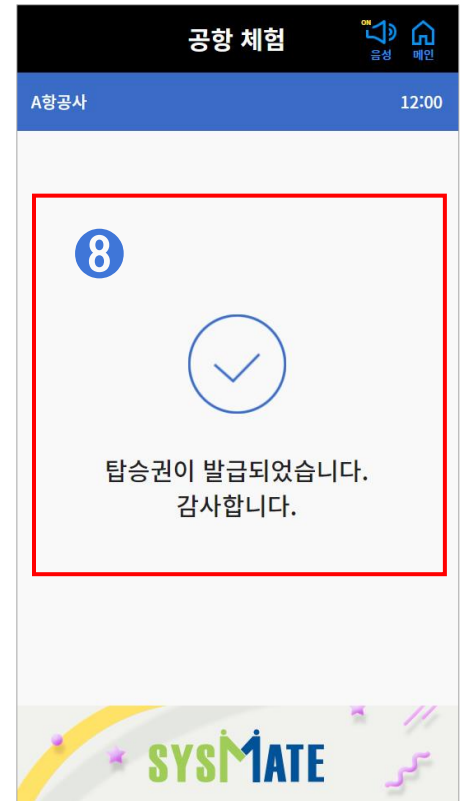 공항 체험
ON
음성
메인
A항공사
12:00
8
탑승권이 발급되었습니다.
감사합니다.
SYSMATE